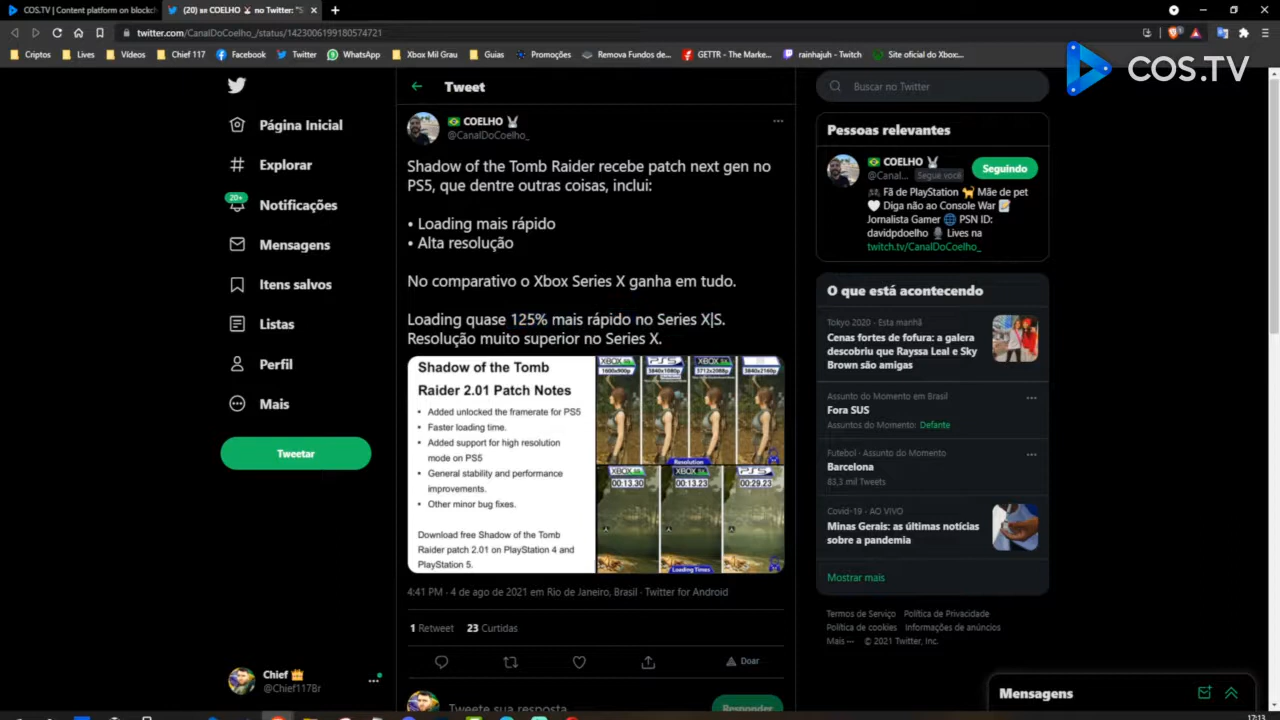 COS.TV | Content platform on blockch
(20) 🇧🇷 COELHO 🐰 no Twitter: "S
twitter.com/CanalDoCoelho_/status/1423006199180574721
Criptos
Lives
Vídeos
Chief 117
Facebook
Twitter
WhatsApp
Xbox Mil Grau
Guias
Promoções
Remova Fundos de...
GETTR - The Marke...
rainhajuh - Twitch
Site oficial do Xbox...
COS.TV
Página Inicial
Explorar
20+
Notificações
Mensagens
Itens salvos
Listas
Perfil
Mais
Tweetar
Chief 👑
@Chief117Br
Tweet
🇧🇷 COELHO 🐰
@CanalDoCoelho_
Shadow of the Tomb Raider recebe patch next gen no
PS5, que dentre outras coisas, inclui:
• Loading mais rápido
• Alta resolução
No comparativo o Xbox Series X ganha em tudo.
Loading quase 125% mais rápido no Series X|S.
Resolução muito superior no Series X.
Shadow of the Tomb
Raider 2.01 Patch Notes
• Added unlocked the framerate for PS5
• Faster loading time.
• Added support for high resolution
mode on PS5
• General stability and performance
improvements.
• Other minor bug fixes.
Download free Shadow of the Tomb
Raider patch 2.01 on PlayStation 4 and
PlayStation 5.
1600x900p
PS5
3840x1080p
3712x2088p
3840x2160p
Resolution
00:13.30
00:13.23
PS5
00:29.23
Loading Times
4:41 PM · 4 de ago de 2021 em Rio de Janeiro, Brasil · Twitter for Android
1 Retweet 23 Curtidas
Doar
Tweete sua resposta
Responder
Buscar no Twitter
Pessoas relevantes
🇧🇷 COELHO 🐰
@Canal... Segue você
Seguindo
🎮 Fã de PlayStation 🐕 Mãe de pet
🤍 Diga não ao Console War 📝
Jornalista Gamer 🌐 PSN ID:
davidpdoelho 🎙 Lives na
twitch.tv/CanalDoCoelho_
O que está acontecendo
Tokyo 2020 · Esta manhã
Cenas fortes de fofura: a galera
descobriu que Rayssa Leal e Sky
Brown são amigas
Assunto do Momento em Brasil
Fora SUS
Assuntos do Momento: Defante
Futebol · Assunto do Momento
Barcelona
83,3 mil Tweets
Covid-19 · AO VIVO
Minas Gerais: as últimas notícias
sobre a pandemia
Mostrar mais
Termos de Serviço Política de Privacidade
Política de cookies Informações de anúncios
Mais — © 2021 Twitter, Inc.
Mensagens
17:13